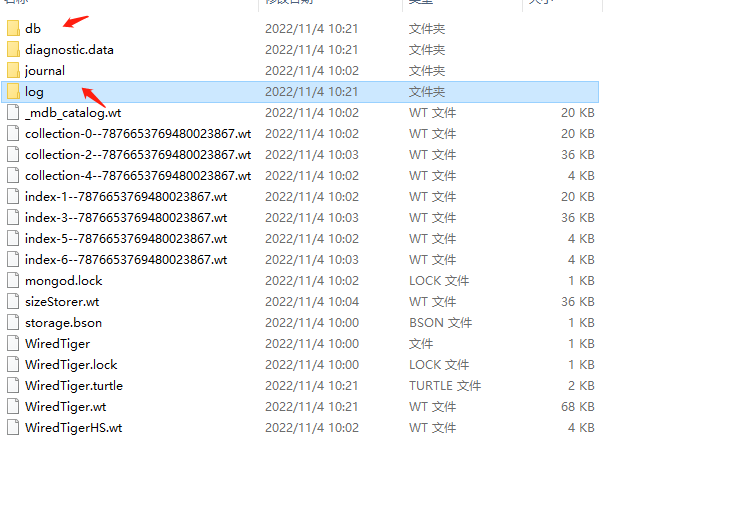 名称 修改日期 类型 大小
db 2022/11/4 10:21 文件夹
diagnostic.data 2022/11/4 10:21 文件夹
journal 2022/11/4 10:02 文件夹
log 2022/11/4 10:21 文件夹
_mdb_catalog.wt 2022/11/4 10:02 WT 文件 20 KB
collection-0--7876653769480023867.wt 2022/11/4 10:02 WT 文件 20 KB
collection-2--7876653769480023867.wt 2022/11/4 10:03 WT 文件 36 KB
collection-4--7876653769480023867.wt 2022/11/4 10:02 WT 文件 4 KB
index-1--7876653769480023867.wt 2022/11/4 10:02 WT 文件 20 KB
index-3--7876653769480023867.wt 2022/11/4 10:03 WT 文件 36 KB
index-5--7876653769480023867.wt 2022/11/4 10:02 WT 文件 4 KB
index-6--7876653769480023867.wt 2022/11/4 10:03 WT 文件 4 KB
mongod.lock 2022/11/4 10:02 LOCK 文件 1 KB
sizeStorer.wt 2022/11/4 10:04 WT 文件 36 KB
storage.bson 2022/11/4 10:00 BSON 文件 1 KB
WiredTiger 2022/11/4 10:00 文件 1 KB
WiredTiger.lock 2022/11/4 10:00 LOCK 文件 1 KB
WiredTiger.turtle 2022/11/4 10:21 TURTLE 文件 2 KB
WiredTiger.wt 2022/11/4 10:21 WT 文件 68 KB
WiredTigerHS.wt 2022/11/4 10:02 WT 文件 4 KB